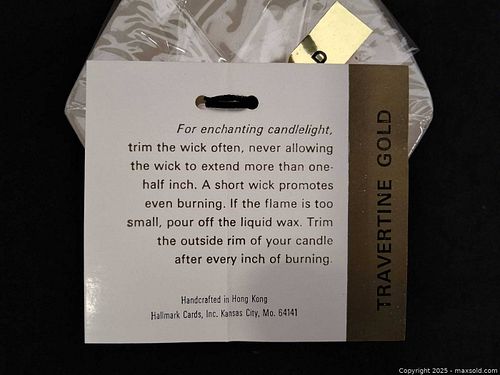 For enchanting candlelight,
trim the wick often, never allowing
the wick to extend more than one-
half inch. A short wick promotes
even burning. If the flame is too
small, pour off the liquid wax. Trim
the outside rim of your candle
after every inch of burning.
Handcrafted in Hong Kong
Hallmark Cards, Inc. Kansas City, Mo. 64141
TRAVERTINE GOLD
Copyright © 2025 - maxsold.com